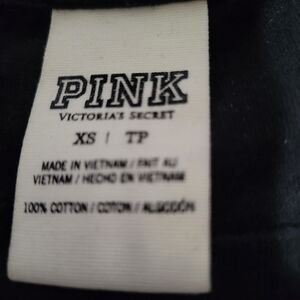 PINK
VICTORIA'S SECRET
XS | TP
MADE IN VIETNAM / FAIT AU
VIETNAM / HECHO EN VIETNAM
100% COTTON / COTON / ALGODÓN